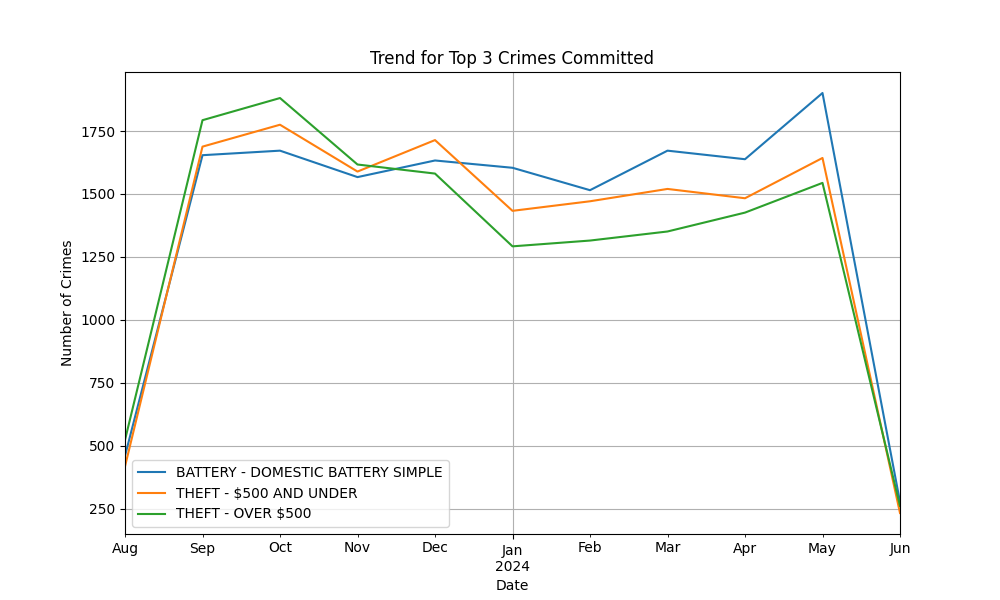 Trend for Top 3 Crimes Committed
Number of Crimes
1750
1500
1250
1000
750
500
250
BATTERY - DOMESTIC BATTERY SIMPLE
THEFT - $500 AND UNDER
THEFT - OVER $500
Aug Sep Oct Nov Dec Jan Feb Mar Apr May Jun
2024
Date